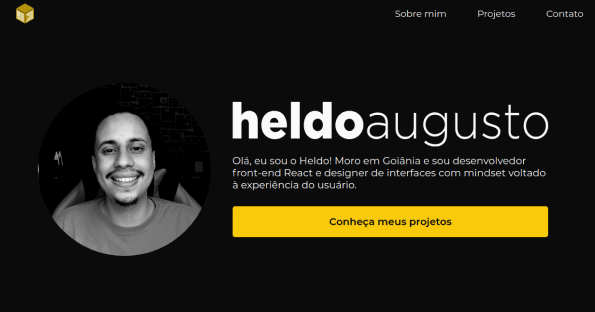 Sobre mim Projetos Contato
heldoaugusto
Olá, eu sou o Heldo! Moro em Goiânia e sou desenvolvedor
front-end React e designer de interfaces com mindset voltado
à experiência do usuário.
Conheça meus projetos